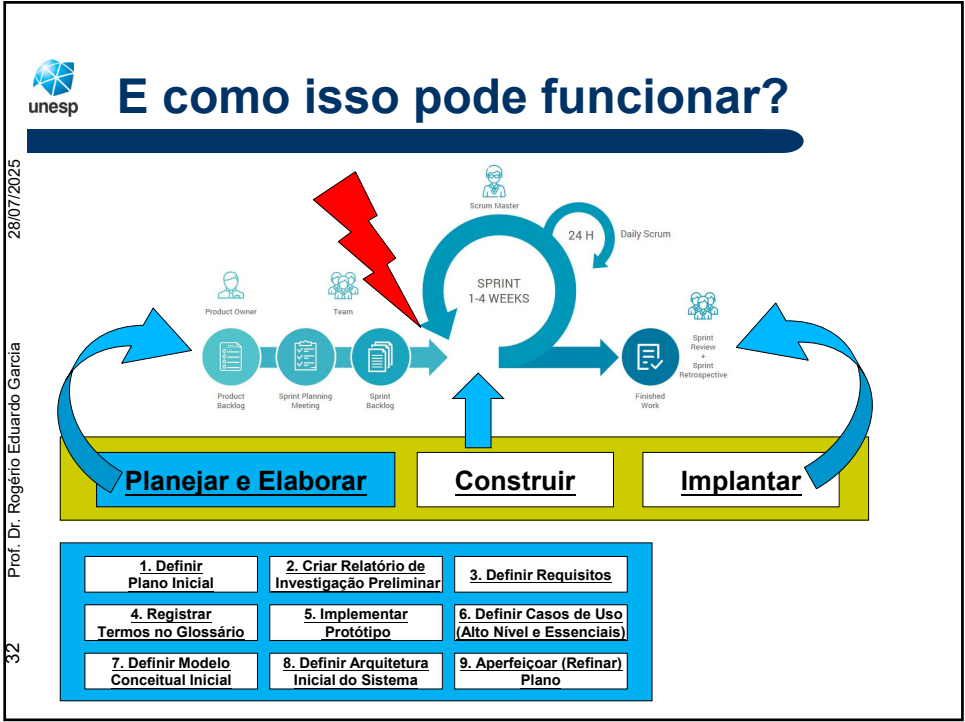 unesp
E como isso pode funcionar?
28/07/2025
Prof. Dr. Rogério Eduardo Garcia
32
Scrum Master
24 H
Daily Scrum
SPRINT
1-4 WEEKS
Product Owner
Team
Sprint
Review
+
Sprint
Retrospective
Product
Backlog
Sprint Planning
Meeting
Sprint
Backlog
Finished
Work
Planejar e Elaborar
Construir
Implantar
1. Definir
Plano Inicial
2. Criar Relatório de
Investigação Preliminar
3. Definir Requisitos
4. Registrar
Termos no Glossário
5. Implementar
Protótipo
6. Definir Casos de Uso
(Alto Nível e Essenciais)
7. Definir Modelo
Conceitual Inicial
8. Definir Arquitetura
Inicial do Sistema
9. Aperfeiçoar (Refinar)
Plano